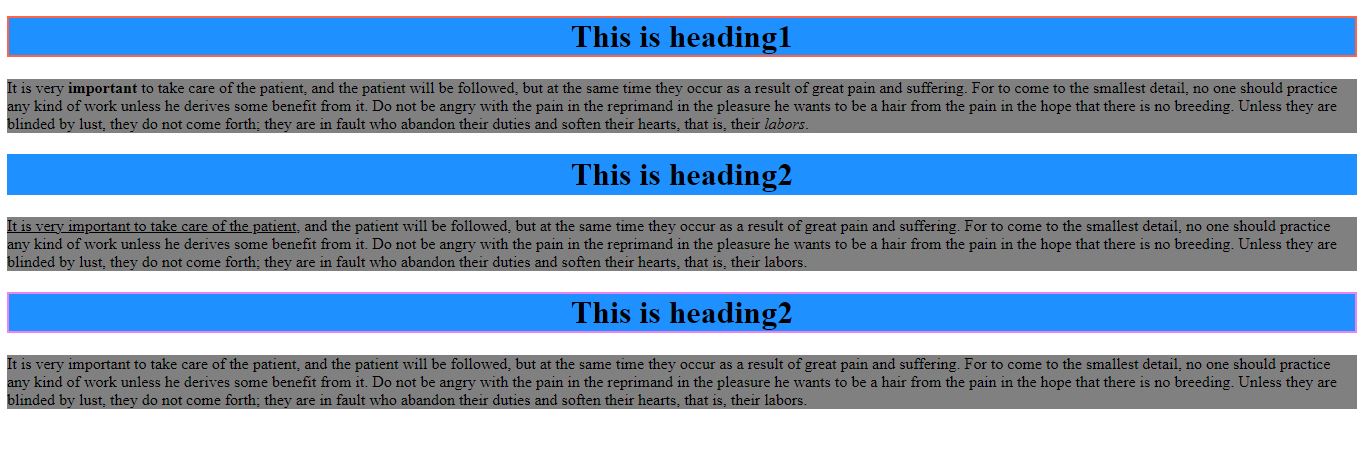 This is heading1
It is very important to take care of the patient, and the patient will be followed, but at the same time they occur as a result of great pain and suffering. For to come to the smallest detail, no one should practice
any kind of work unless he derives some benefit from it. Do not be angry with the pain in the reprimand in the pleasure he wants to be a hair from the pain in the hope that there is no breeding. Unless they are
blinded by lust, they do not come forth; they are in fault who abandon their duties and soften their hearts, that is, their labors.
This is heading2
It is very important to take care of the patient, and the patient will be followed, but at the same time they occur as a result of great pain and suffering. For to come to the smallest detail, no one should practice
any kind of work unless he derives some benefit from it. Do not be angry with the pain in the reprimand in the pleasure he wants to be a hair from the pain in the hope that there is no breeding. Unless they are
blinded by lust, they do not come forth; they are in fault who abandon their duties and soften their hearts, that is, their labors.
This is heading2
It is very important to take care of the patient, and the patient will be followed, but at the same time they occur as a result of great pain and suffering. For to come to the smallest detail, no one should practice
any kind of work unless he derives some benefit from it. Do not be angry with the pain in the reprimand in the pleasure he wants to be a hair from the pain in the hope that there is no breeding. Unless they are
blinded by lust, they do not come forth; they are in fault who abandon their duties and soften their hearts, that is, their labors.